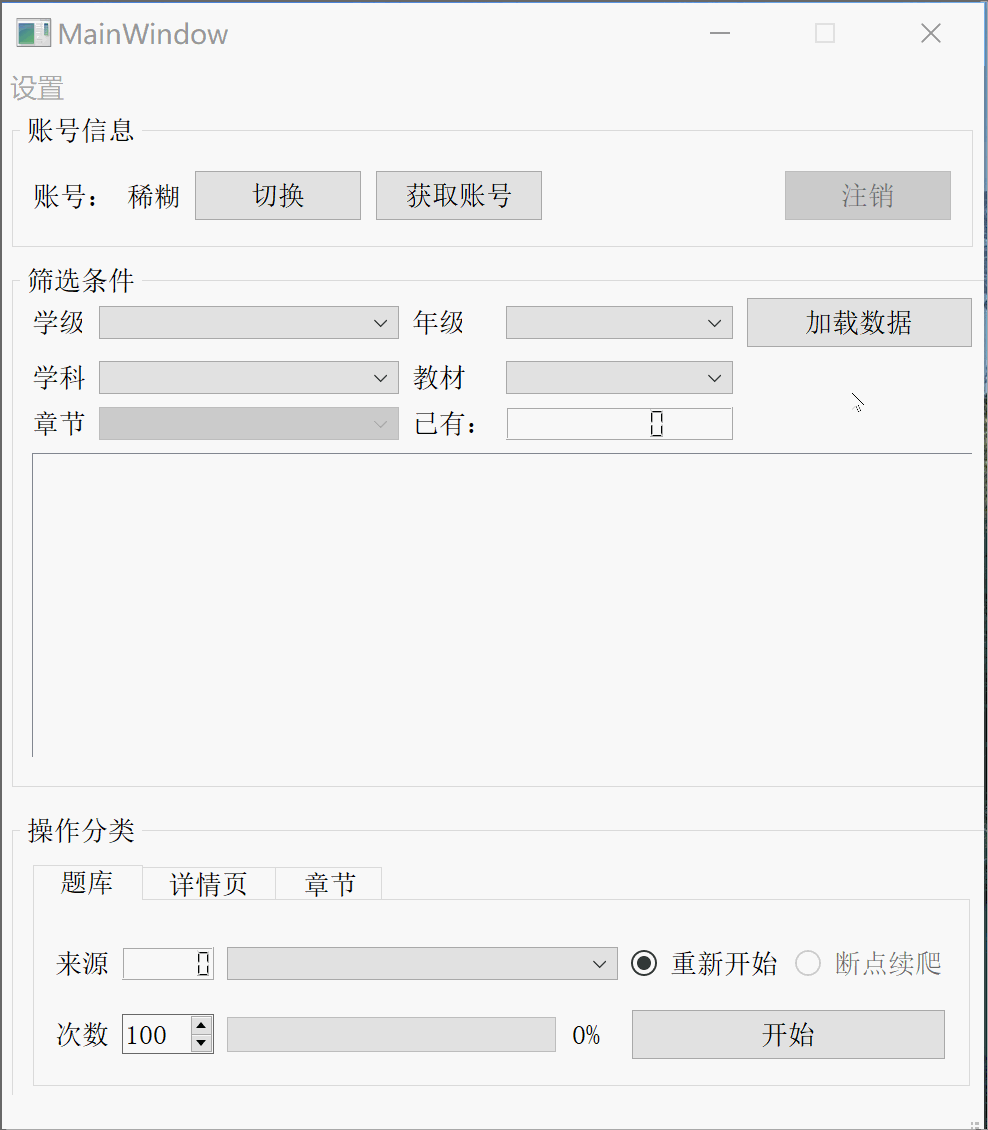 MainWindow
设置
账号信息
账号： 稀糊 切换 获取账号 注销
筛选条件
学级 年级 加载数据
学科 教材
章节 已有： 0
操作分类
题库 详情页 章节
来源 0 重新开始 断点续爬
次数 100 0% 开始